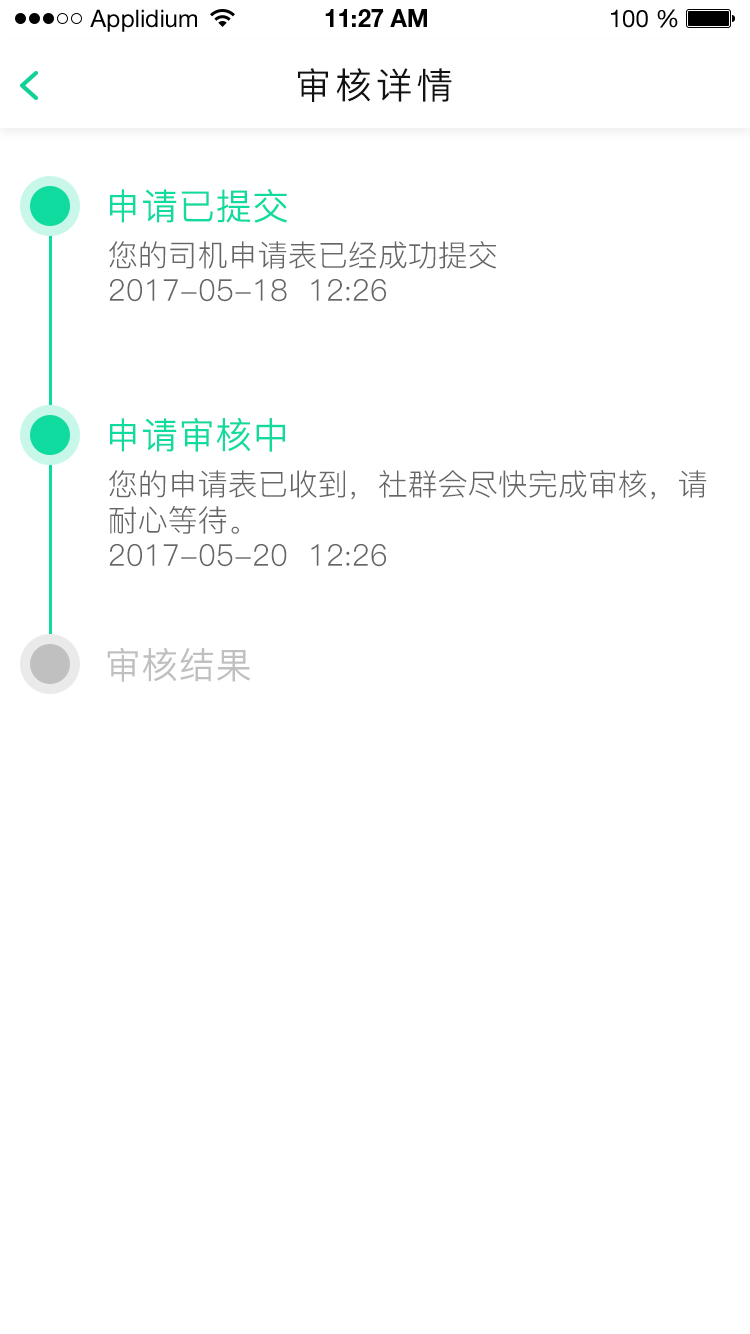 Applidium 11:27 AM 100 %
审核详情
申请已提交
您的司机申请表已经成功提交
2017-05-18 12:26
申请审核中
您的申请表已收到，社群会尽快完成审核，请
耐心等待。
2017-05-20 12:26
审核结果